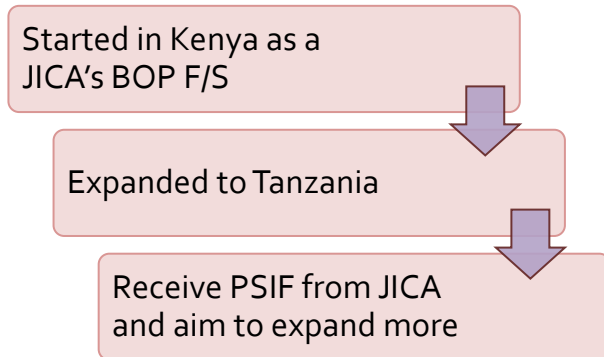 Started in Kenya as a
JICA's BOP F/S
Expanded to Tanzania
Receive PSIF from JICA
and aim to expand more